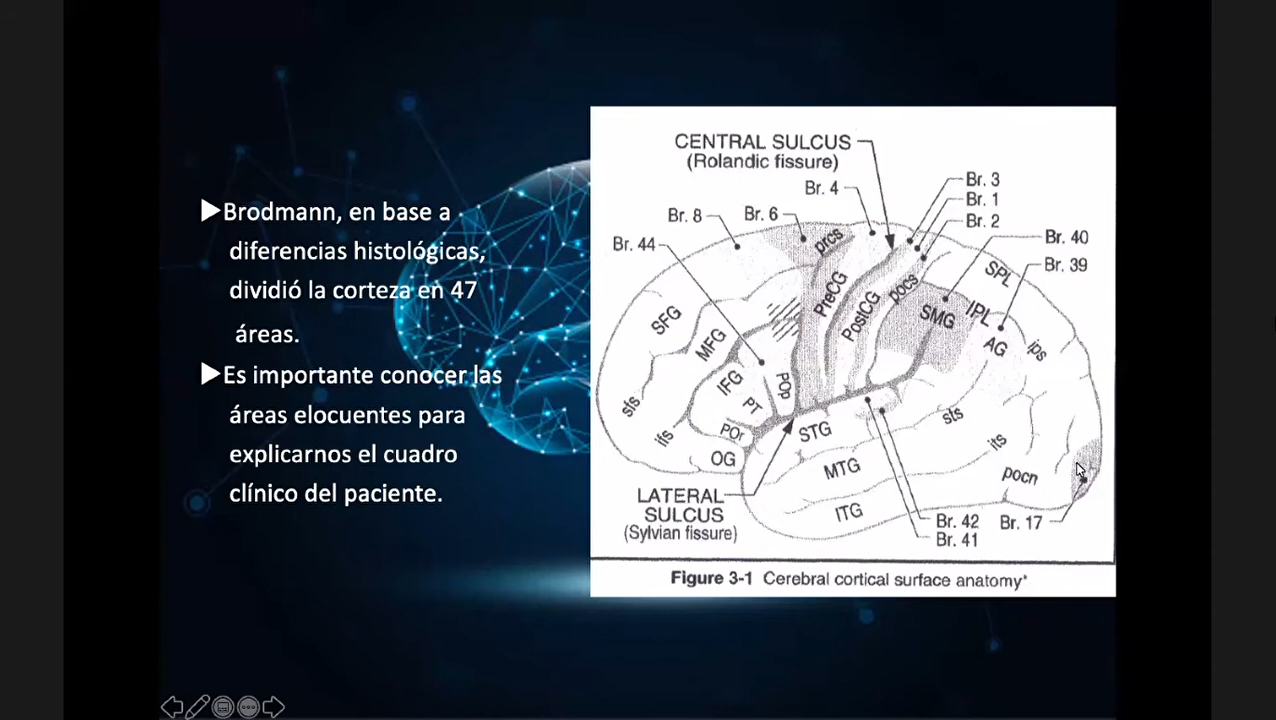 ▶Brodmann, en base a
diferencias histológicas,
dividió la corteza en 47
áreas.
▶Es importante conocer las
áreas elocuentes para
explicarnos el cuadro
clínico del paciente.
CENTRAL SULCUS
(Rolandic fissure)
Br. 4
Br. 3
Br. 1
Br. 2
Br. 8
Br. 6
Br. 44
Br. 40
Br. 39
prcs
PreCG
PostCG
pocs
SPL
SMG
IPL
AG
ips
SFG
MFG
IFG
POp
PT
POr
OG
sfs
ifs
STG
sts
MTG
its
ITG
pocn
LATERAL
SULCUS
(Sylvian fissure)
Br. 42
Br. 41
Br. 17
Figure 3-1 Cerebral cortical surface anatomy*